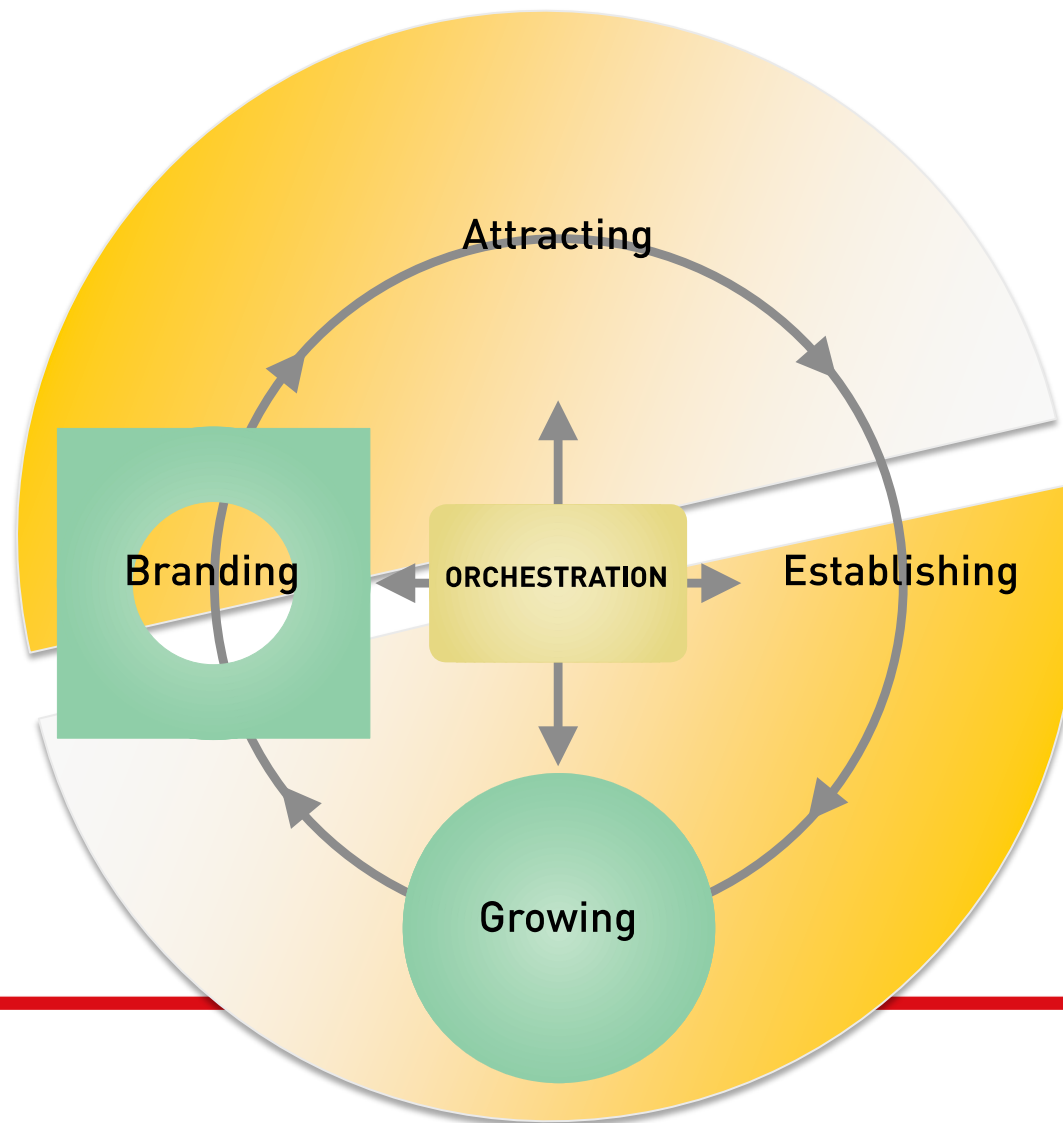 Attracting
Branding
ORCHESTRATION
Establishing
Growing